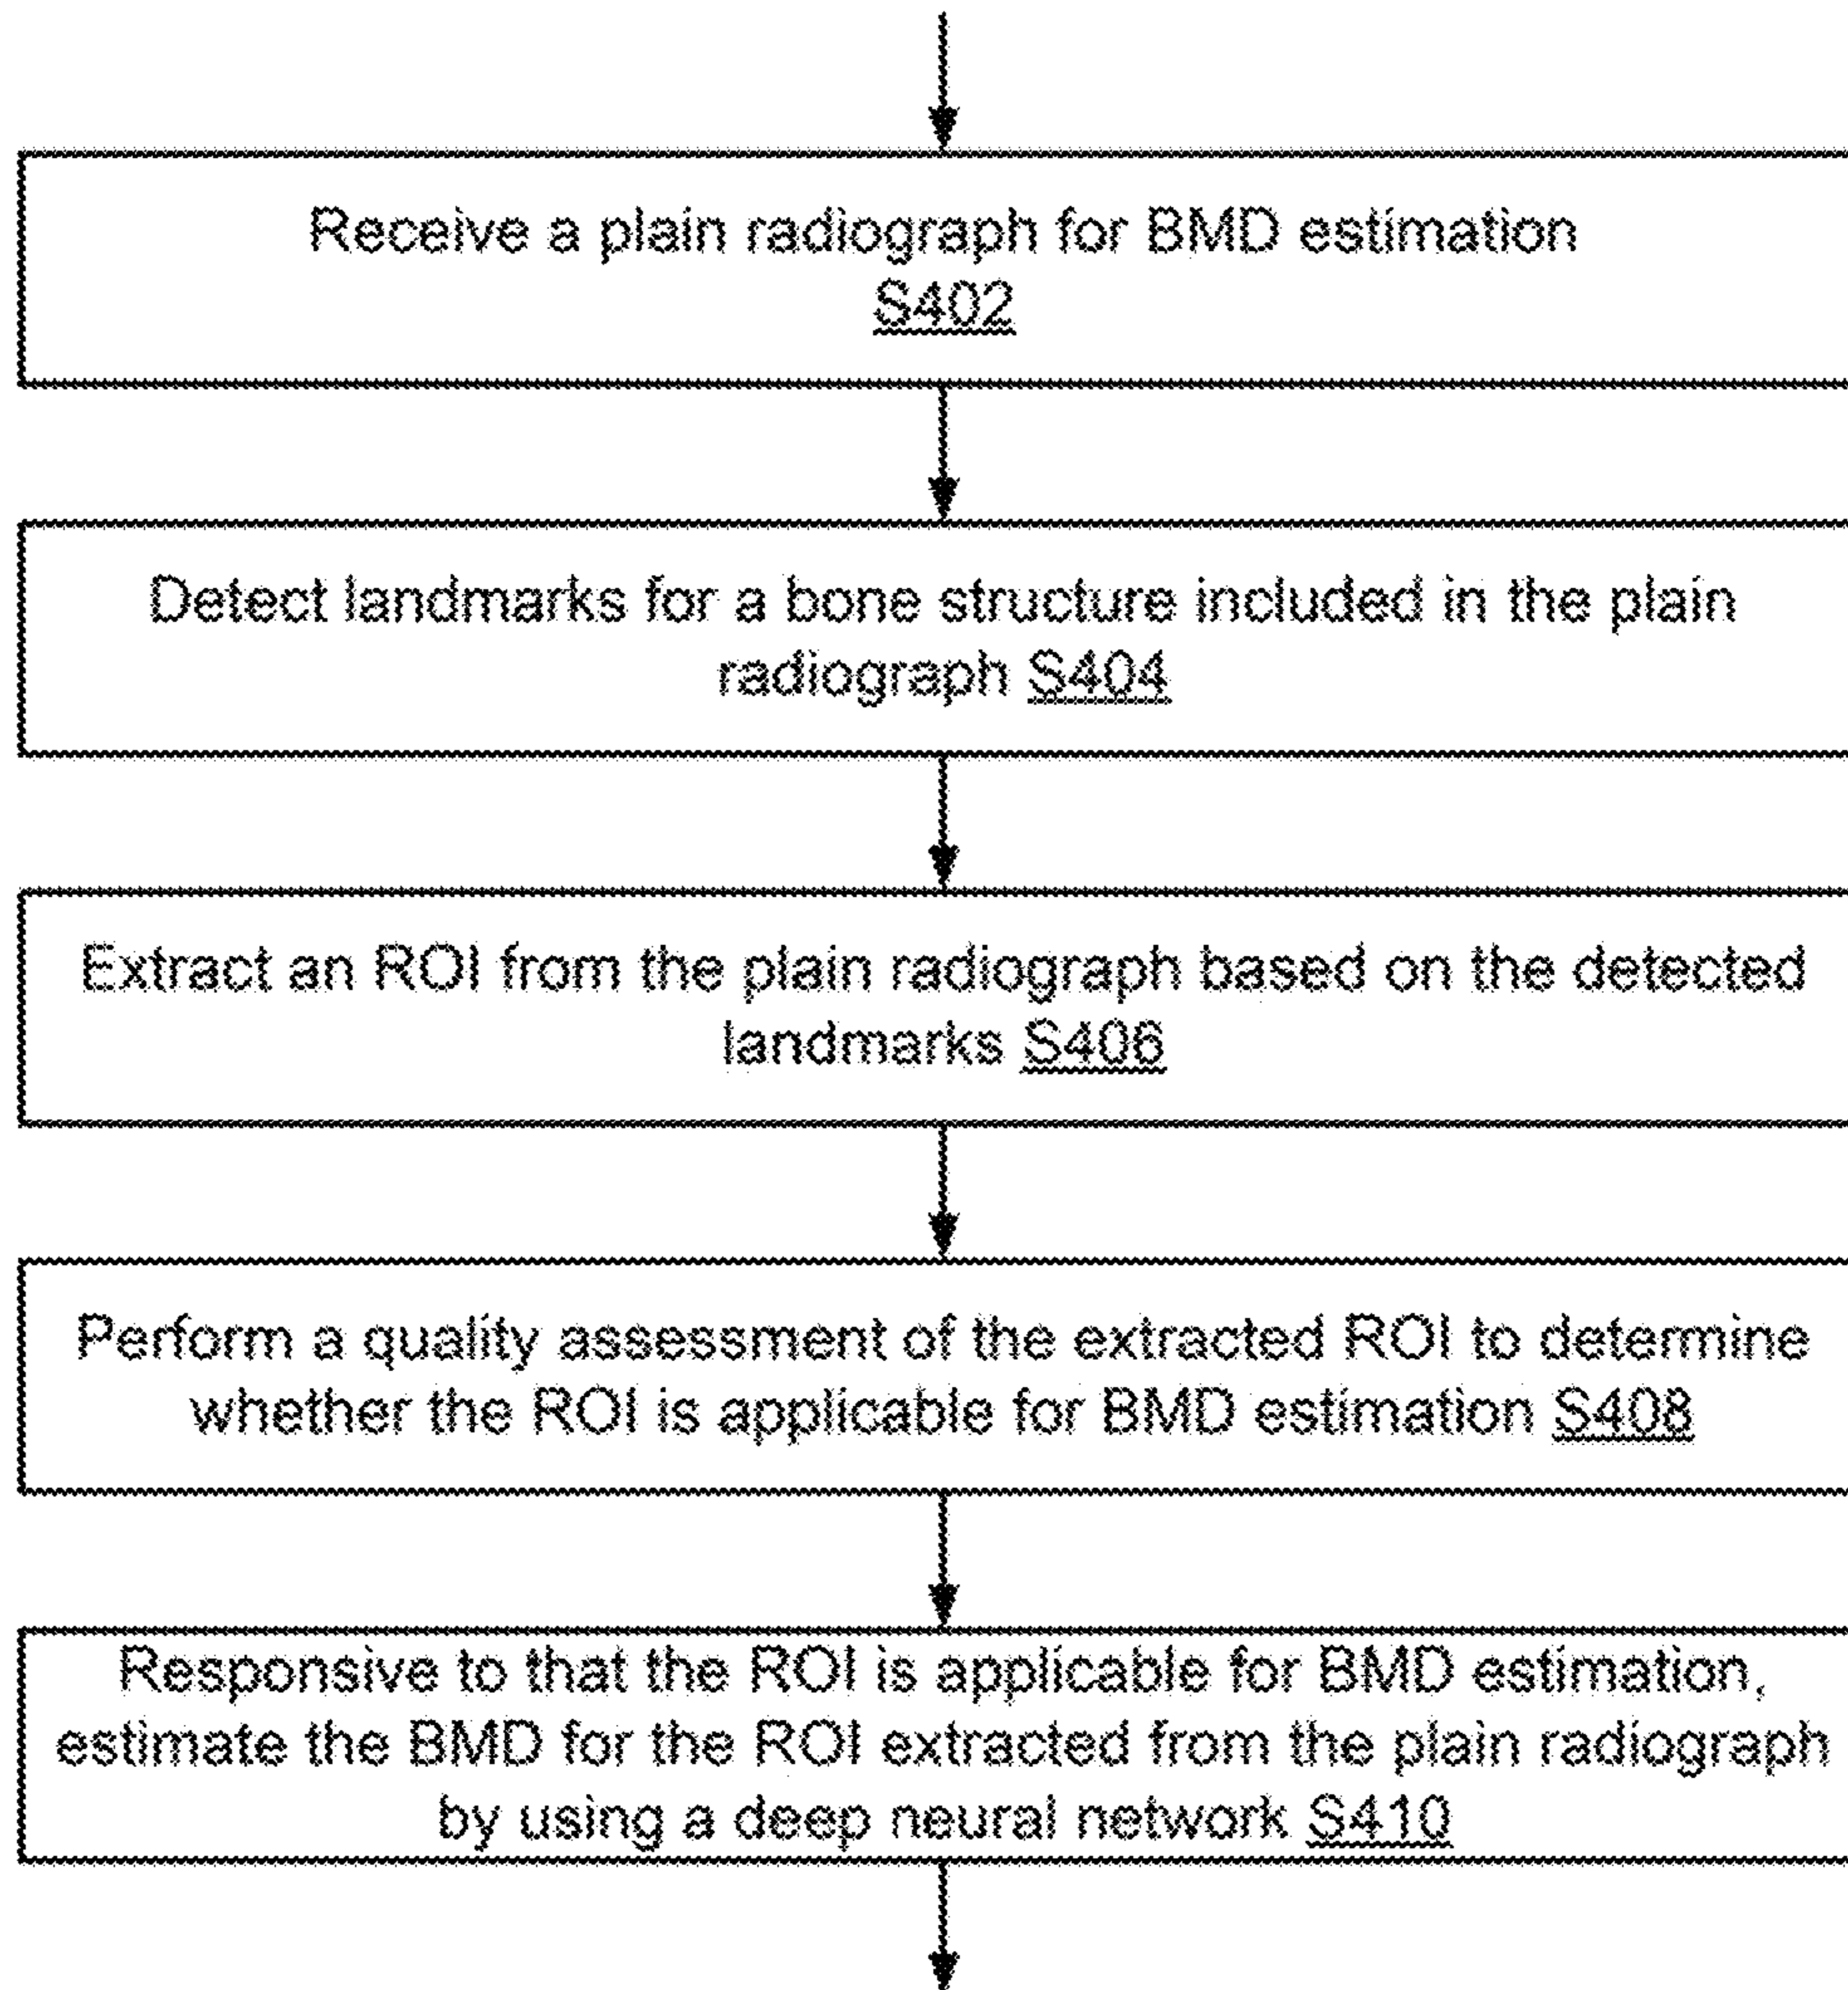 Receive a plain radiograph for BMD estimation
S402
Detect landmarks for a bone structure included in the plain
radiograph S404
Extract an ROI from the plain radiograph based on the detected
landmarks S406
Perform a quality assessment of the extracted ROI to determine
whether the ROI is applicable for BMD estimation S408
Responsive to that the ROI is applicable for BMD estimation,
estimate the BMD for the ROI extracted from the plain radiograph
by using a deep neural network S410